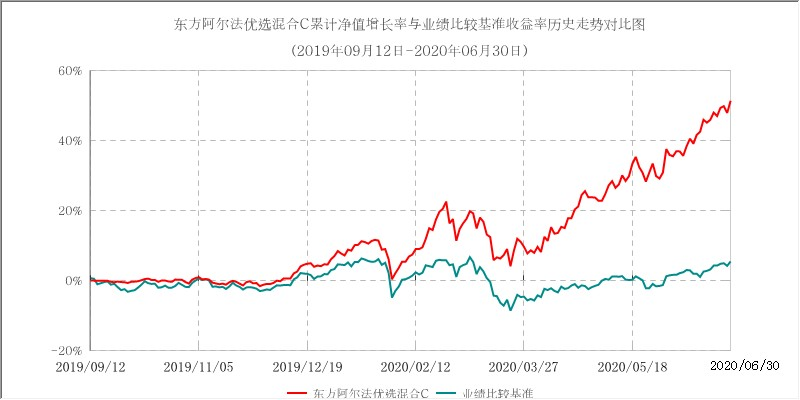 东方阿尔法优选混合C累计净值增长率与业绩比较基准收益率历史走势对比图
(2019年09月12日-2020年06月30日)
60%
40%
20%
0%
-20%
2019/09/12 2019/11/05 2019/12/19 2020/02/12 2020/03/27 2020/05/18 2020/06/30
东方阿尔法优选混合C 业绩比较基准